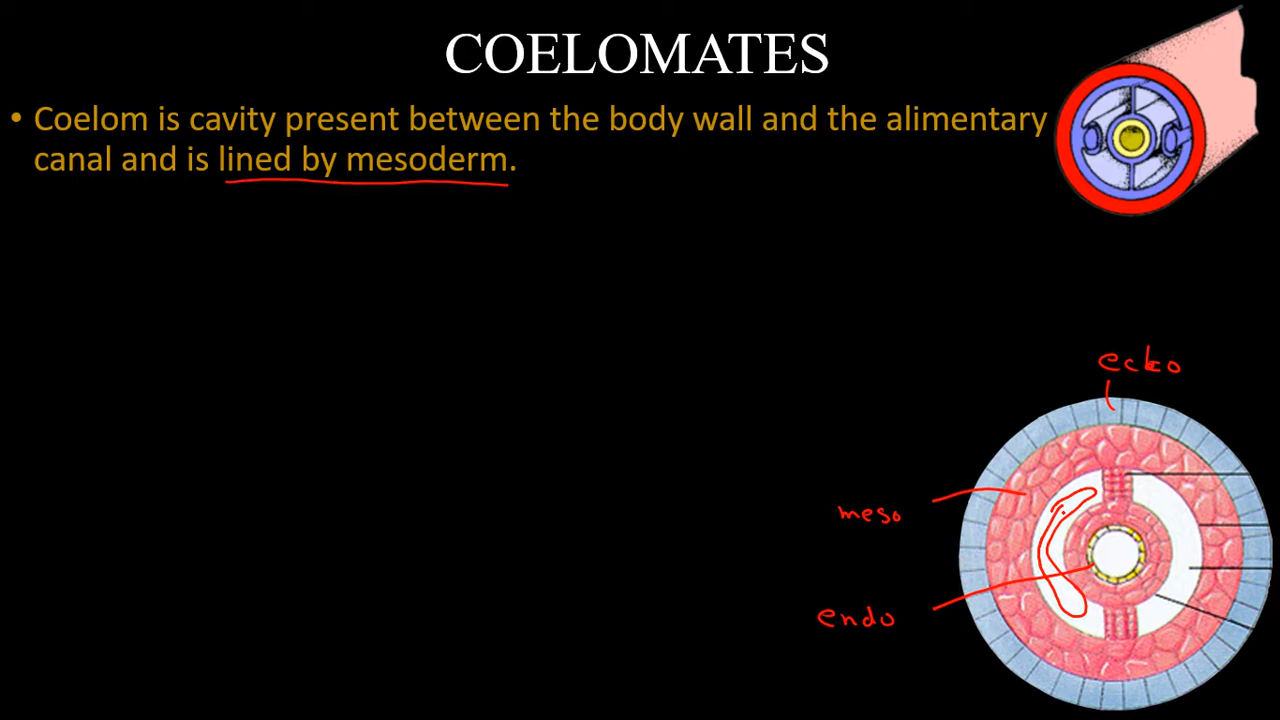 COELOMATES
• Coelom is cavity present between the body wall and the alimentary
canal and is lined by mesoderm.
ecto
meso
endo